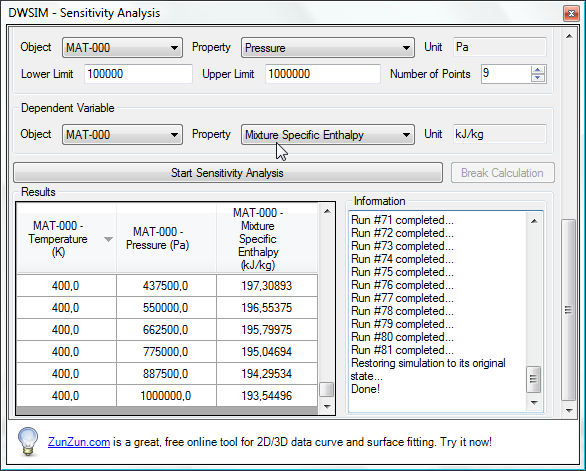 DWSIM - Sensitivity Analysis
Object MAT-000 Property Pressure Unit Pa
Lower Limit 100000 Upper Limit 1000000 Number of Points 9
Dependent Variable
Object MAT-000 Property Mixture Specific Enthalpy Unit kJ/kg
Start Sensitivity Analysis Break Calculation
Results
MAT-000 -
Temperature
(K)
MAT-000 -
Pressure (Pa)
MAT-000 -
Mixture
Specific
Enthalpy
(kJ/kg)
400,0 437500,0 197,30893
400,0 550000,0 196,55375
400,0 662500,0 195,79975
400,0 775000,0 195,04694
400,0 887500,0 194,29534
400,0 1000000,0 193,54496
Information
Run #71 completed...
Run #72 completed...
Run #73 completed...
Run #74 completed...
Run #75 completed...
Run #76 completed...
Run #77 completed...
Run #78 completed...
Run #79 completed...
Run #80 completed...
Run #81 completed...
Restoring simulation to its original
state...
Done!
ZunZun.com is a great, free online tool for 2D/3D data curve and surface fitting. Try it now!